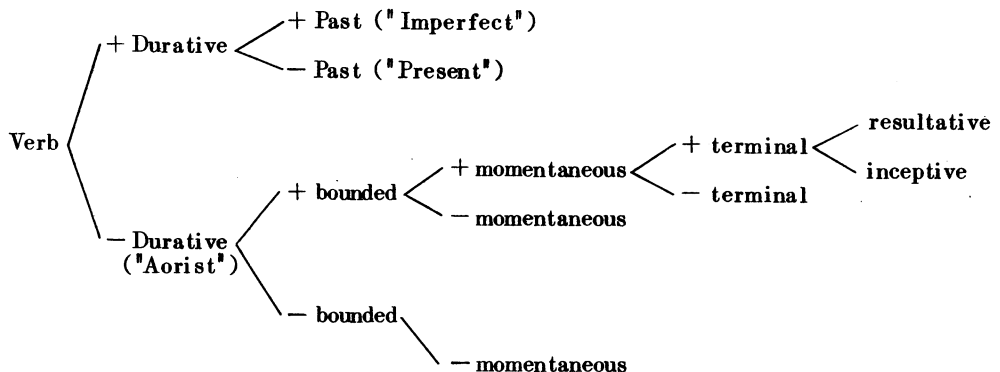 + Past ("Imperfect")
+ Durative
− Past ("Present")
resultative
Verb
+ terminal
+ momentaneous
inceptive
+ bounded
− terminal
− momentaneous
− Durative
("Aorist")
− bounded
− momentaneous